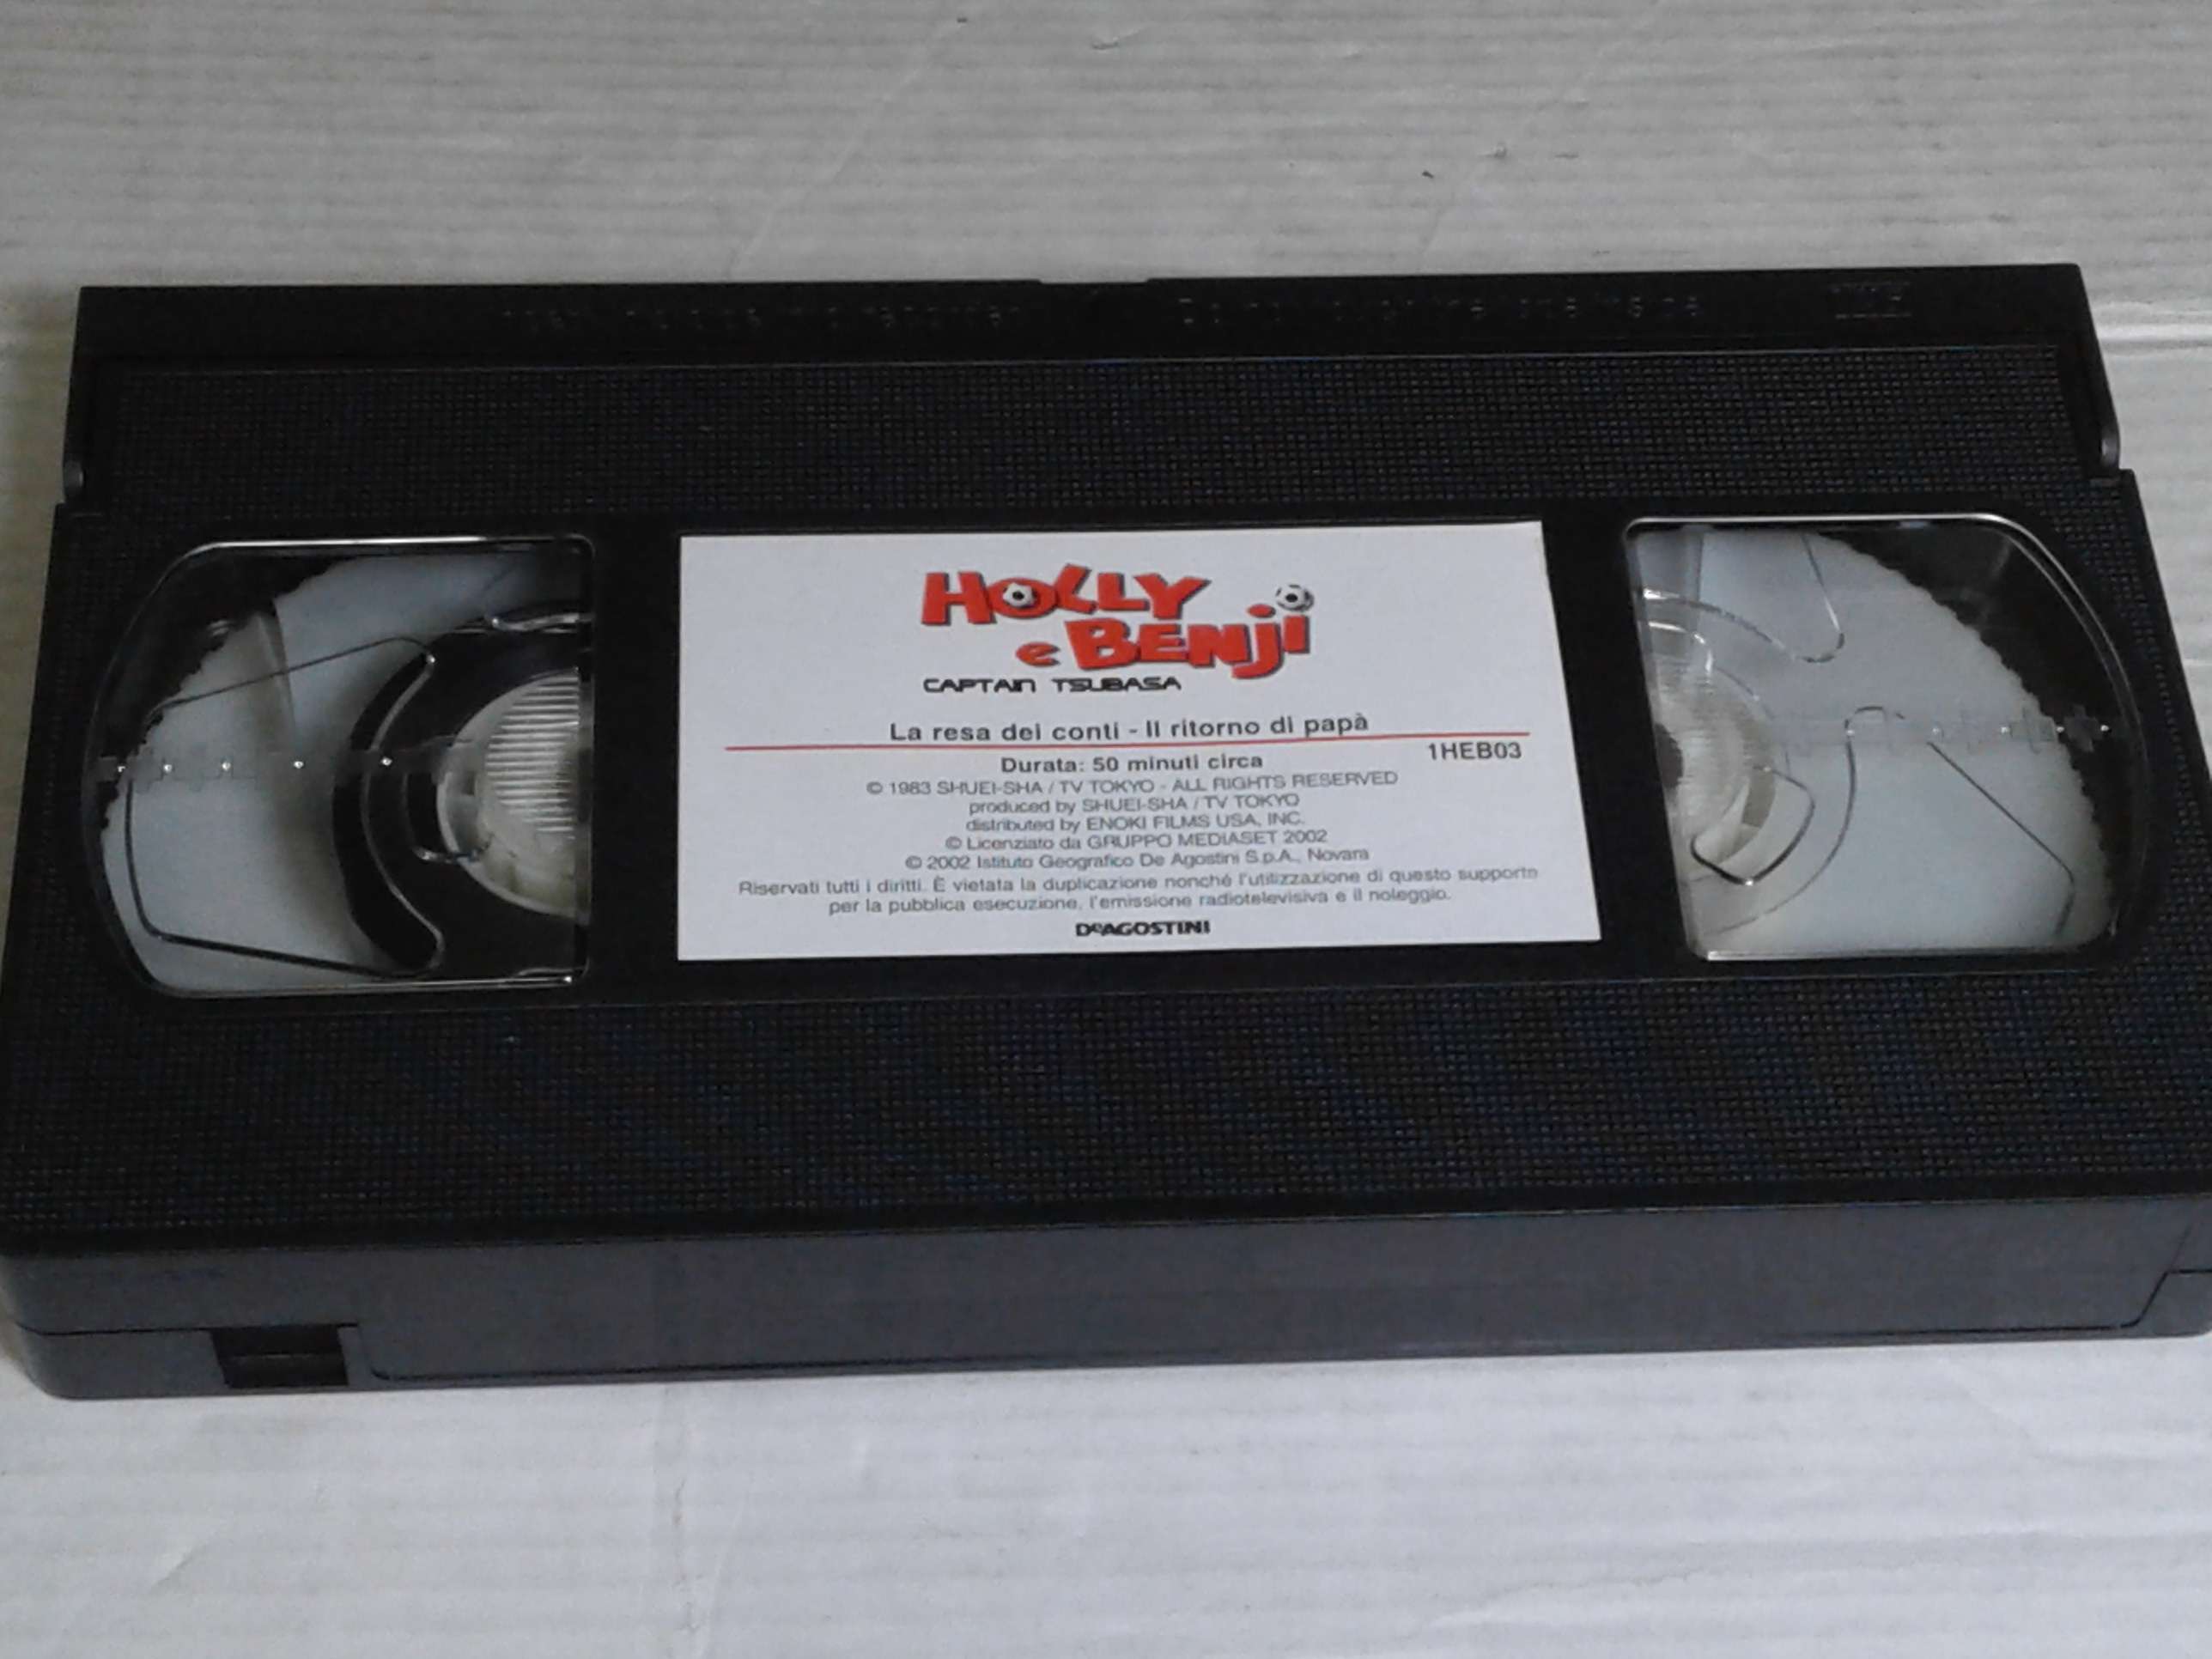 HOLLY
e BENJI
CAPTAIN TSUBASA
La resa dei conti - Il ritorno di papà
1HEB03
Durata: 50 minuti circa
© 1983 SHUEI-SHA / TV TOKYO - ALL RIGHTS RESERVED
produced by SHUEI-SHA / TV TOKYO
distributed by ENOKI FILMS USA, INC.
© Licenziato da GRUPPO MEDIASET 2002
© 2002 Istituto Geografico De Agostini S.p.A., Novara
Riservati tutti i diritti. È vietata la duplicazione nonché l'utilizzazione di questo supporto
per la pubblica esecuzione, l'emissione radiotelevisiva e il noleggio.
DeAGOSTINI